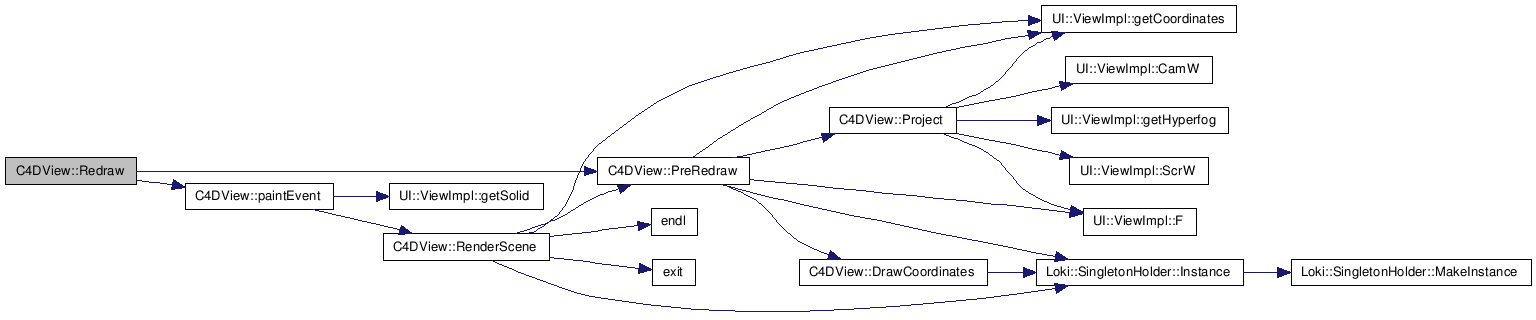 UI::ViewImpl::getCoordinates
UI::ViewImpl::CamW
C4DView::Project
UI::ViewImpl::getHyperfog
C4DView::Redraw
C4DView::PreRedraw
UI::ViewImpl::ScrW
C4DView::paintEvent
UI::ViewImpl::getSolid
endl
UI::ViewImpl::F
C4DView::RenderScene
exit
C4DView::DrawCoordinates
Loki::SingletonHolder::Instance
Loki::SingletonHolder::MakeInstance